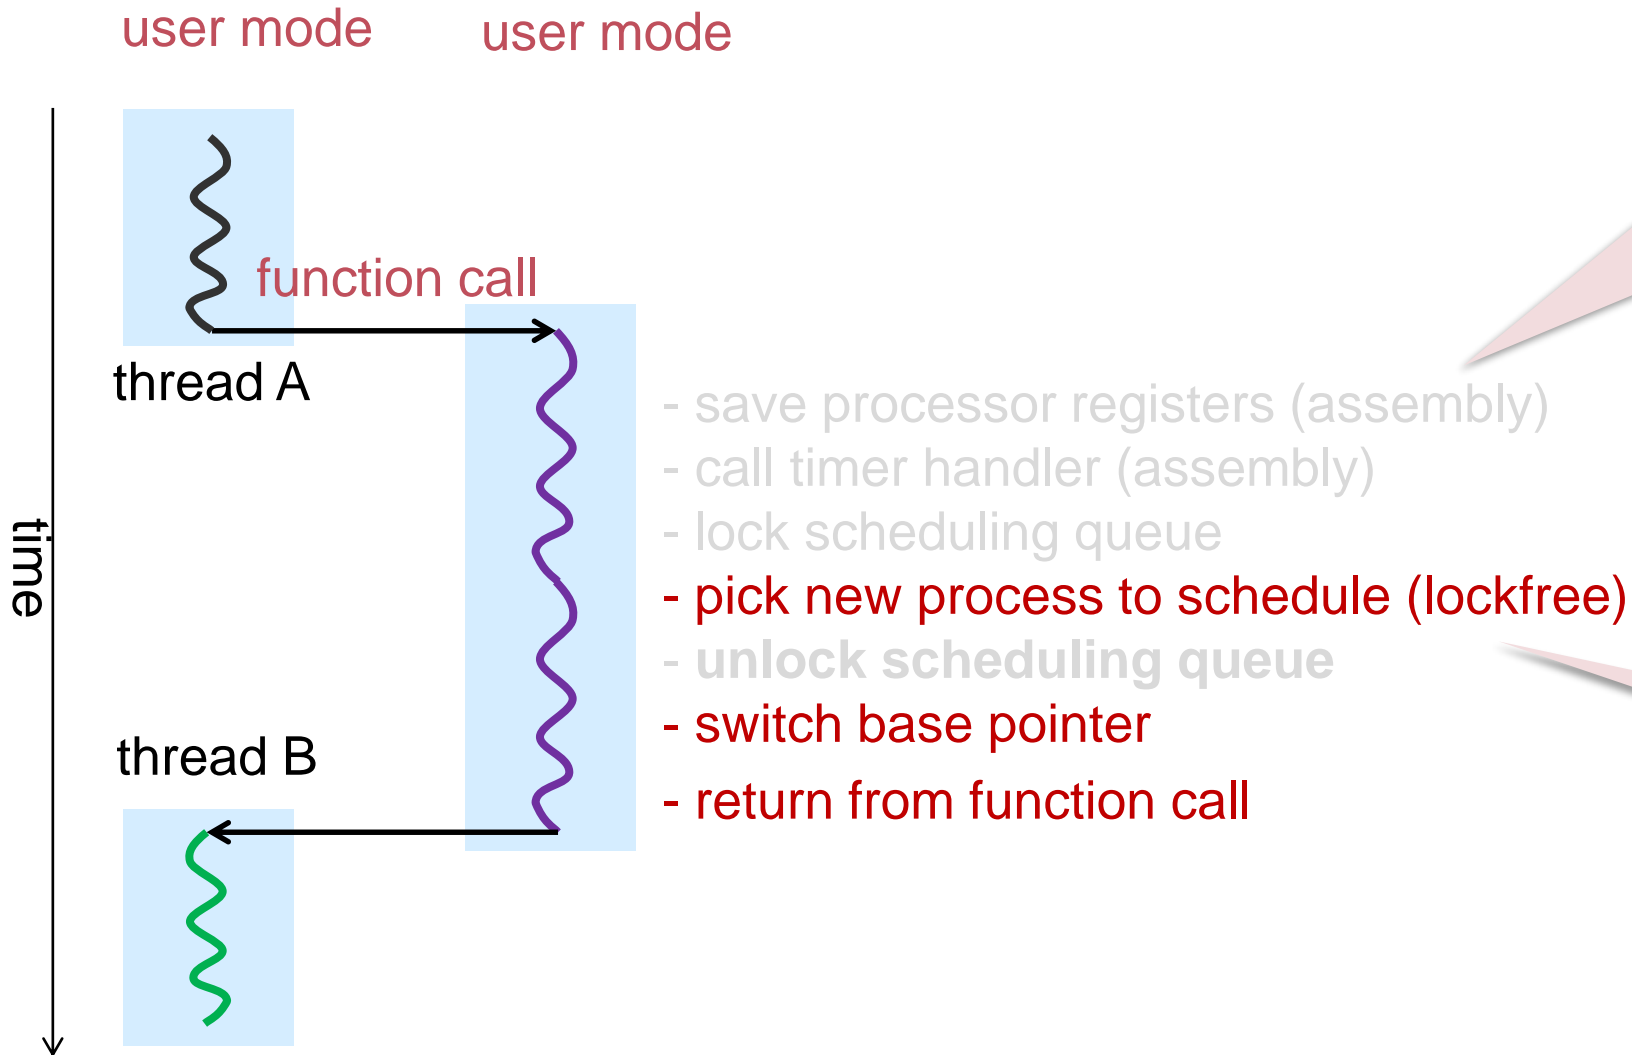 user mode
user mode
function call
thread A
- save processor registers (assembly)
- call timer handler (assembly)
- lock scheduling queue
- pick new process to schedule (lockfree)
- unlock scheduling queue
- switch base pointer
- return from function call
time
thread B